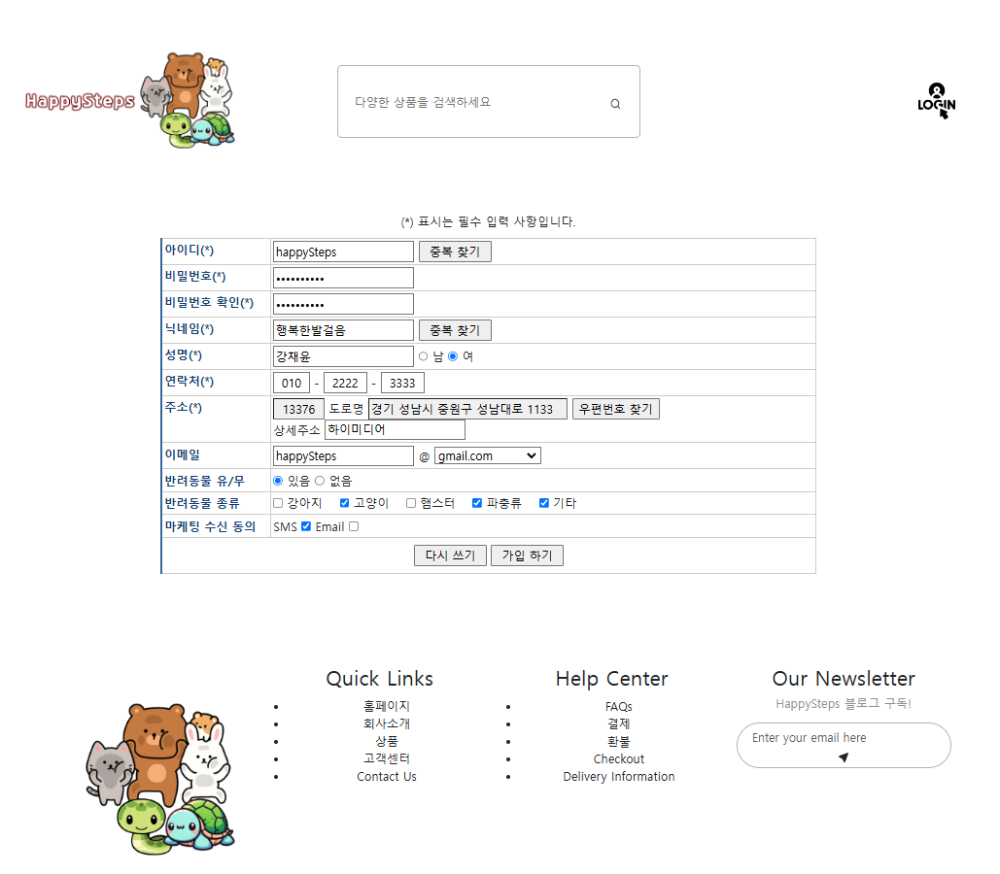 HappySteps
다양한 상품을 검색하세요
LOGIN
(*) 표시는 필수 입력 사항입니다.
아이디(*) happySteps 중복 찾기
비밀번호(*) ••••••••••
비밀번호 확인(*) ••••••••••
닉네임(*) 행복한발걸음 중복 찾기
성명(*) 강채윤 남 여
연락처(*) 010 - 2222 - 3333
주소(*) 13376 도로명 경기 성남시 중원구 성남대로 1133 우편번호 찾기
상세주소 하이미디어
이메일 happySteps @ gmail.com
반려동물 유/무 있음 없음
반려동물 종류 강아지 고양이 햄스터 파충류 기타
마케팅 수신 동의 SMS Email
다시 쓰기 가입 하기
Quick Links
홈페이지
회사소개
상품
고객센터
Contact Us
Help Center
FAQs
결제
환불
Checkout
Delivery Information
Our Newsletter
HappySteps 블로그 구독!
Enter your email here